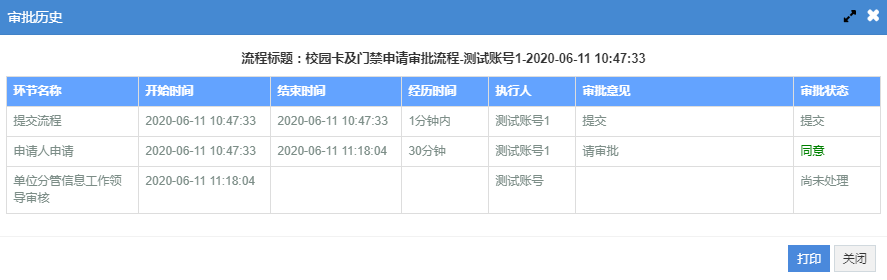 审批历史
流程标题：校园卡及门禁申请审批流程-测试账号1-2020-06-11 10:47:33
环节名称 开始时间 结束时间 经历时间 执行人 审批意见 审批状态
提交流程 2020-06-11 10:47:33 2020-06-11 10:47:33 1分钟内 测试账号1 提交 提交
申请人申请 2020-06-11 10:47:33 2020-06-11 11:18:04 30分钟 测试账号1 请审批 同意
单位分管信息工作领 2020-06-11 11:18:04 测试账号 尚未处理
导审核
打印 关闭